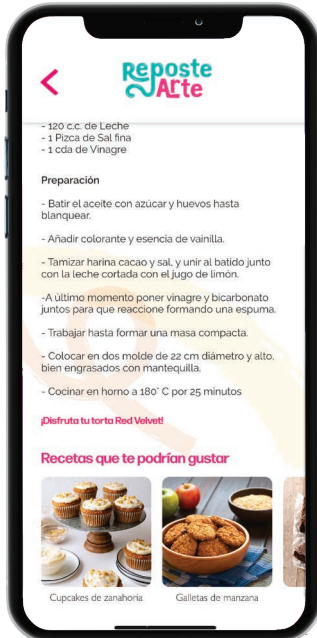 Reposte
Arte
- 120 c.c. de Leche
- 1 Pizca de Sal fina
- 1 cda de Vinagre
Preparación
- Batir el aceite con azúcar y huevos hasta
blanquear.
- Añadir colorante y esencia de vainilla.
- Tamizar harina cacao y sal, y unir al batido junto
con la leche cortada con el jugo de limón.
-A último momento poner vinagre y bicarbonato
juntos para que reaccione formando una espuma.
- Trabajar hasta formar una masa compacta.
- Colocar en dos molde de 22 cm diámetro y alto,
bien engrasados con mantequilla.
- Cocinar en horno a 180° C por 25 minutos
¡Disfruta tu torta Red Velvet!
Recetas que te podrían gustar
Cupcakes de zanahoria
Galletas de manzana